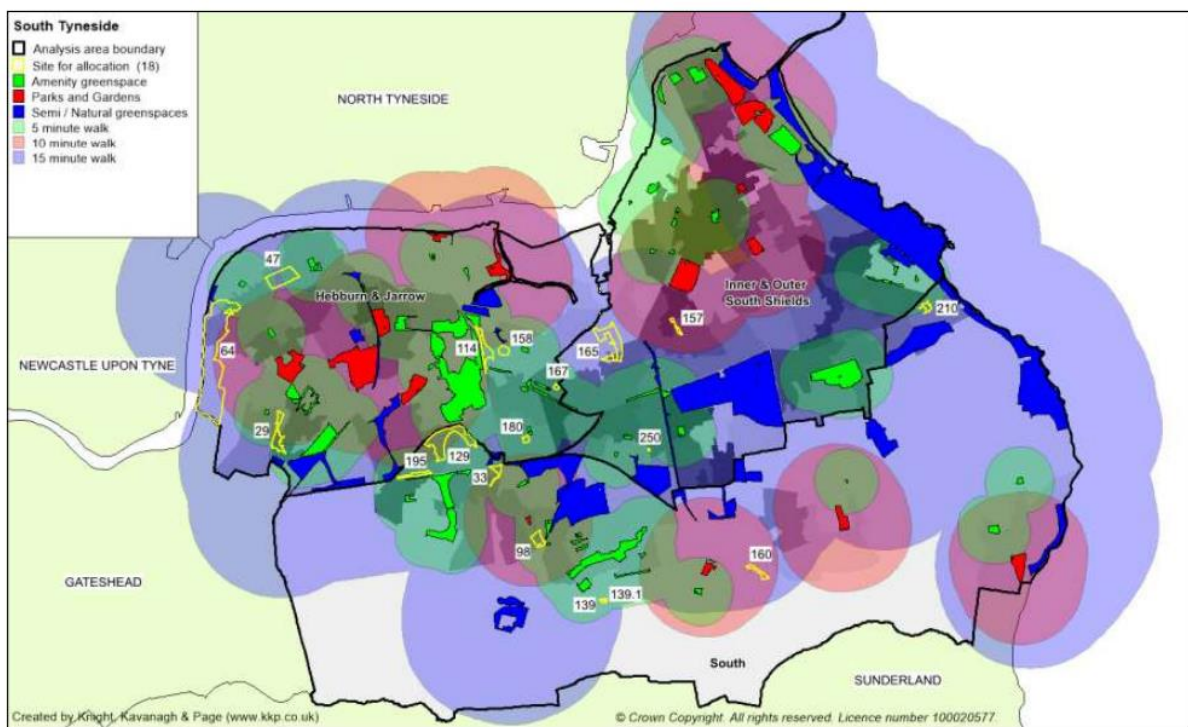 South Tyneside
Analysis area boundary
Site for allocation (18)
Amenity greenspace
Parks and Gardens
Semi / Natural greenspaces
5 minute walk
10 minute walk
15 minute walk
NORTH TYNESIDE
47
Hebburn & Jarrow
Inner & Outer
South Shields
210
157
NEWCASTLE UPON TYNE
64
114
158
165
167
29
180
250
195
129
33
98
160
GATESHEAD
139
139.1
South
SUNDERLAND
Created by Knight, Kavanagh & Page (www.kkp.co.uk)
© Crown Copyright. All rights reserved. Licence number 100020577.